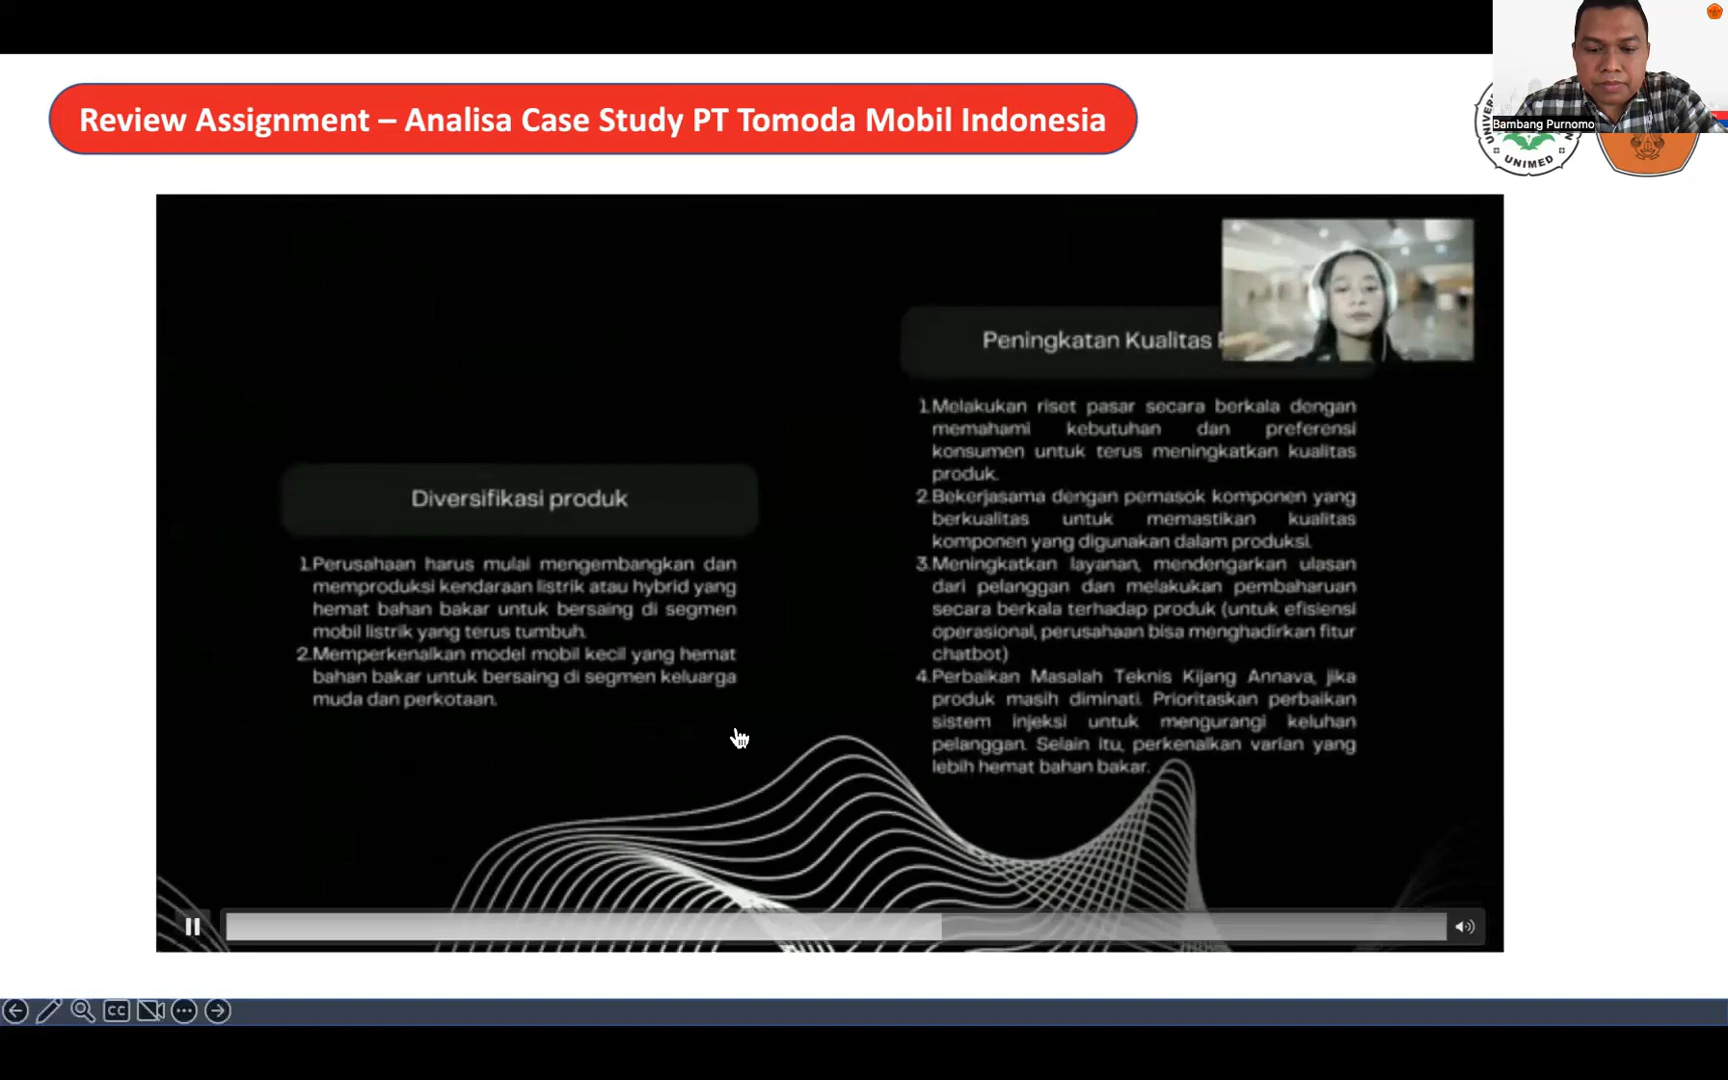 Review Assignment – Analisa Case Study PT Tomoda Mobil Indonesia
Bambang Purnomo
UNIMED
Peningkatan Kualitas
1.Melakukan riset pasar secara berkala dengan
memahami kebutuhan dan preferensi
konsumen untuk terus meningkatkan kualitas
produk.
2.Bekerjasama dengan pemasok komponen yang
berkualitas untuk memastikan kualitas
komponen yang digunakan dalam produksi.
3.Meningkatkan layanan, mendengarkan ulasan
dari pelanggan dan melakukan pembaharuan
secara berkala terhadap produk (untuk efisiensi
operasional, perusahaan bisa menghadirkan fitur
chatbot)
4.Perbaikan Masalah Teknis Kijang Annava, jika
produk masih diminati. Prioritaskan perbaikan
sistem injeksi untuk mengurangi keluhan
pelanggan. Selain itu, perkenalkan varian yang
lebih hemat bahan bakar.
Diversifikasi produk
1.Perusahaan harus mulai mengembangkan dan
memproduksi kendaraan listrik atau hybrid yang
hemat bahan bakar untuk bersaing di segmen
mobil listrik yang terus tumbuh.
2.Memperkenalkan model mobil kecil yang hemat
bahan bakar untuk bersaing di segmen keluarga
muda dan perkotaan.
CC